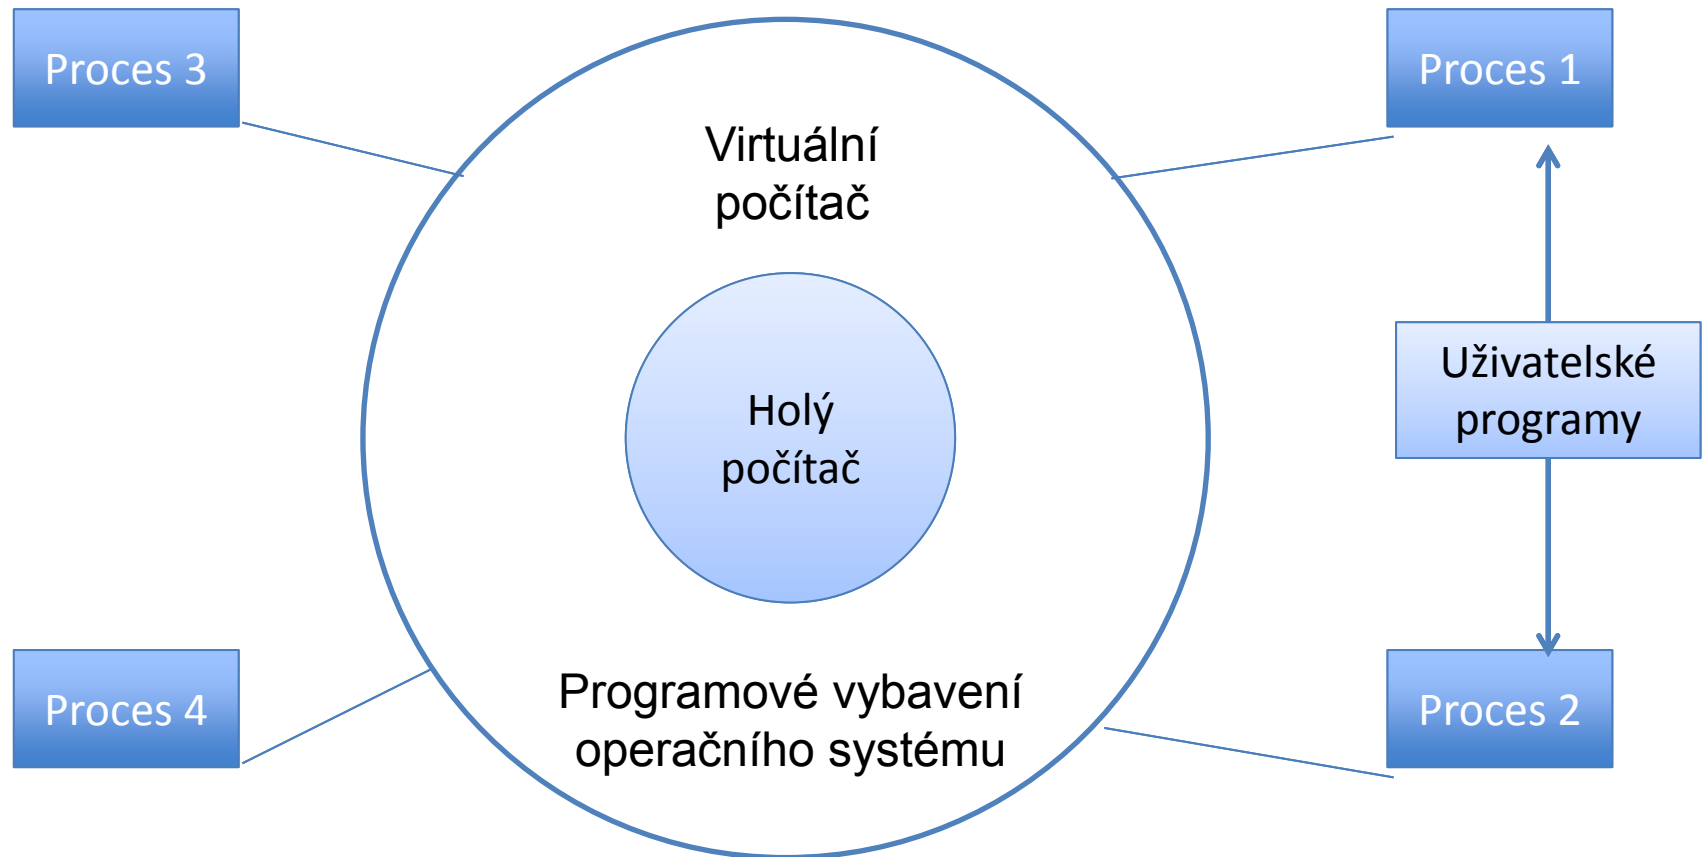 Proces 3
Proces 1
Virtuální
počítač
Holý
počítač
Uživatelské
programy
Proces 4
Programové vybavení
operačního systému
Proces 2